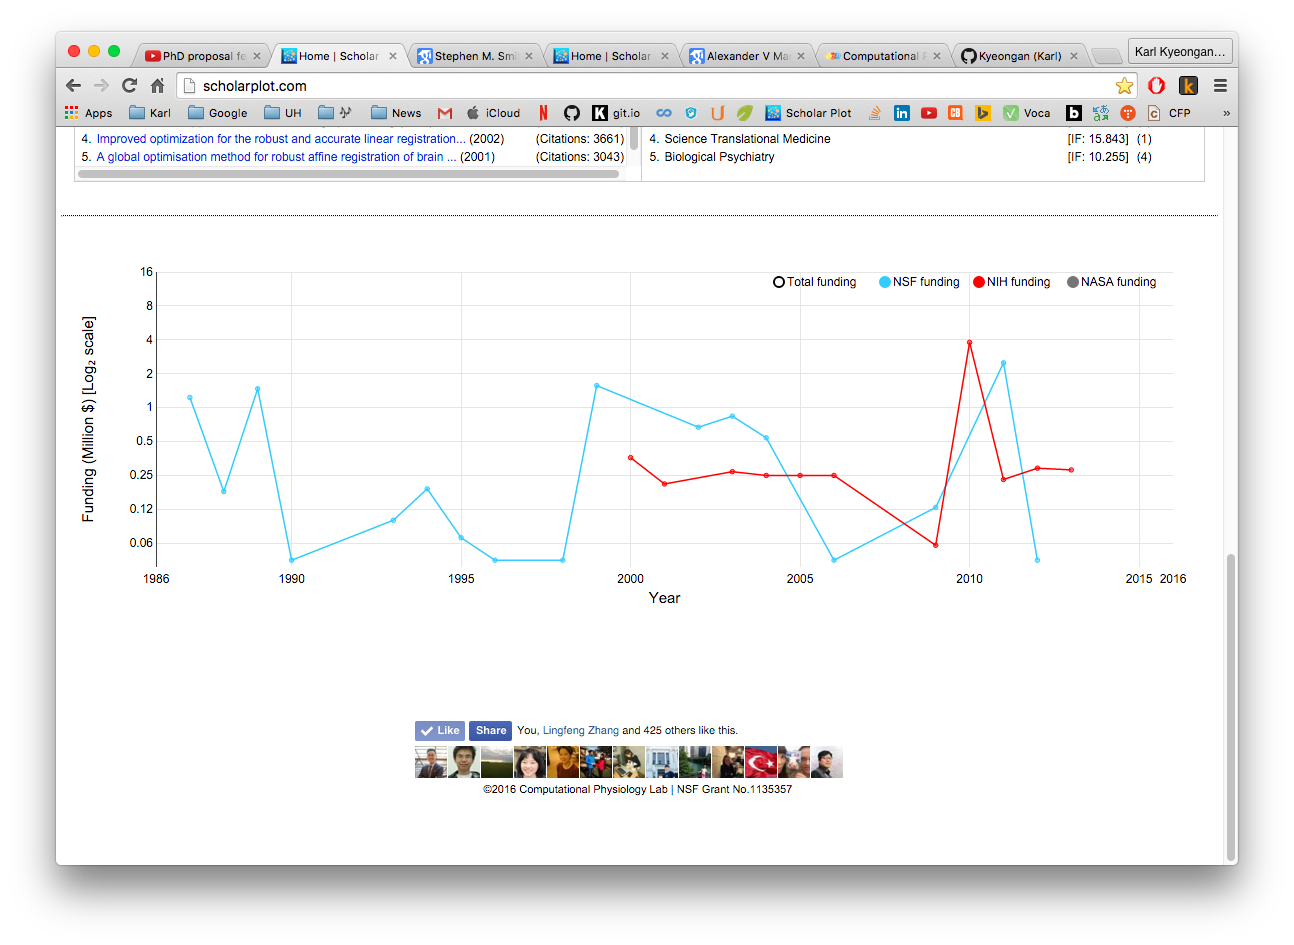 PhD proposal fe
Home | Scholar
Stephen M. Smi
Home | Scholar
Alexander V Ma
Computational P
Kyeongan (Karl)
Karl Kyeongan...
scholarplot.com
Apps Karl Google UH News iCloud git.io Scholar Plot Voca CFP »
4. Improved optimization for the robust and accurate linear registration... (2002) (Citations: 3661)
5. A global optimisation method for robust affine registration of brain ... (2001) (Citations: 3043)
4. Science Translational Medicine [IF: 15.843] (1)
5. Biological Psychiatry [IF: 10.255] (4)
Total funding NSF funding NIH funding NASA funding
Funding (Million $) [Log₂ scale]
16
8
4
2
1
0.5
0.25
0.12
0.06
1986 1990 1995 2000 2005 2010 2015 2016
Year
Like Share You, Lingfeng Zhang and 425 others like this.
©2016 Computational Physiology Lab | NSF Grant No.1135357